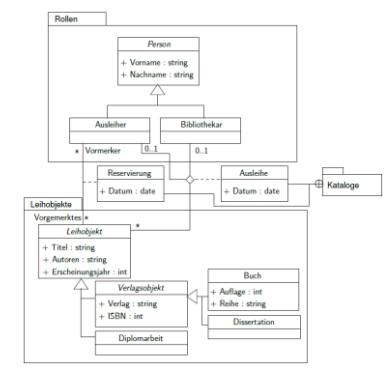 Rollen
Person
+ Vorname : string
+ Nachname : string
Ausleiher
Bibliothekar
* Vormerker 0..1 0..1
Reservierung
+ Datum : date
Ausleihe
+ Datum : date
Kataloge
Leihobjekte
Vorgemerktes *
*
Leihobjekt
+ Titel : string
+ Autoren : string
+ Erscheinungsjahr : int
Verlagsobjekt
+ Verlag : string
+ ISBN : int
Buch
+ Auflage : int
+ Reihe : string
Dissertation
Diplomarbeit